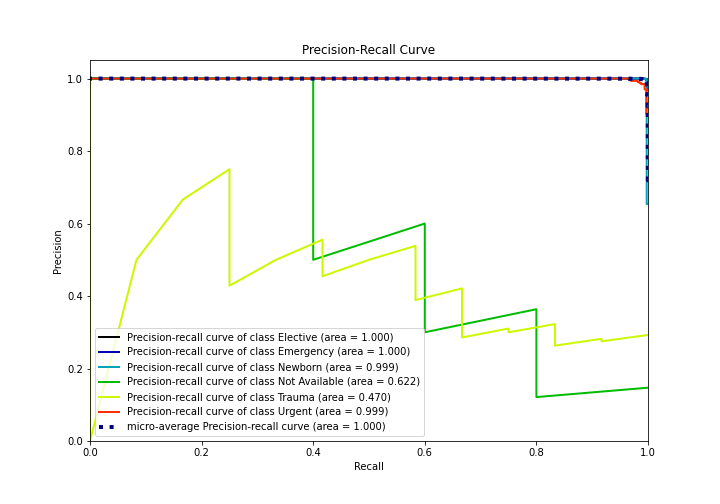 Precision-Recall Curve
1.0
0.8
0.6
0.4
0.2
0.0
Precision
Precision-recall curve of class Elective (area = 1.000)
Precision-recall curve of class Emergency (area = 1.000)
Precision-recall curve of class Newborn (area = 0.999)
Precision-recall curve of class Not Available (area = 0.622)
Precision-recall curve of class Trauma (area = 0.470)
Precision-recall curve of class Urgent (area = 0.999)
micro-average Precision-recall curve (area = 1.000)
0.0 0.2 0.4 0.6 0.8 1.0
Recall